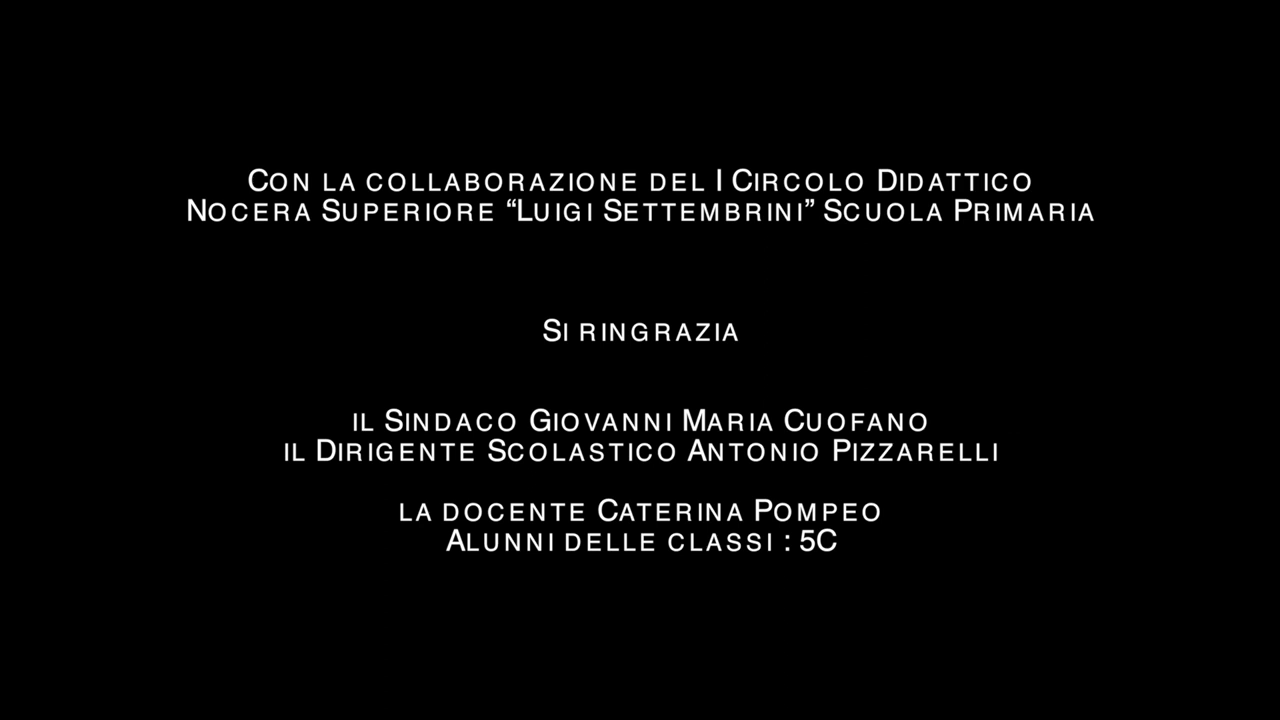 Con la collaborazione del I Circolo Didattico
Nocera Superiore “Luigi Settembrini” Scuola Primaria
Si ringrazia
il Sindaco Giovanni Maria Cuofano
il Dirigente Scolastico Antonio Pizzarelli
la docente Caterina Pompeo
Alunni delle classi : 5C